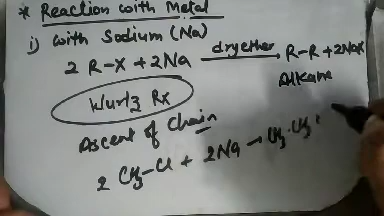 * Reaction with Metal
i) with Sodium (Na)
2 R-X + 2Na dry ether → R-R + 2NaX
Alkane
Wurtz Rx
Ascent of Chain
2 CH3-Cl + 2Na → CH3.CH3 +